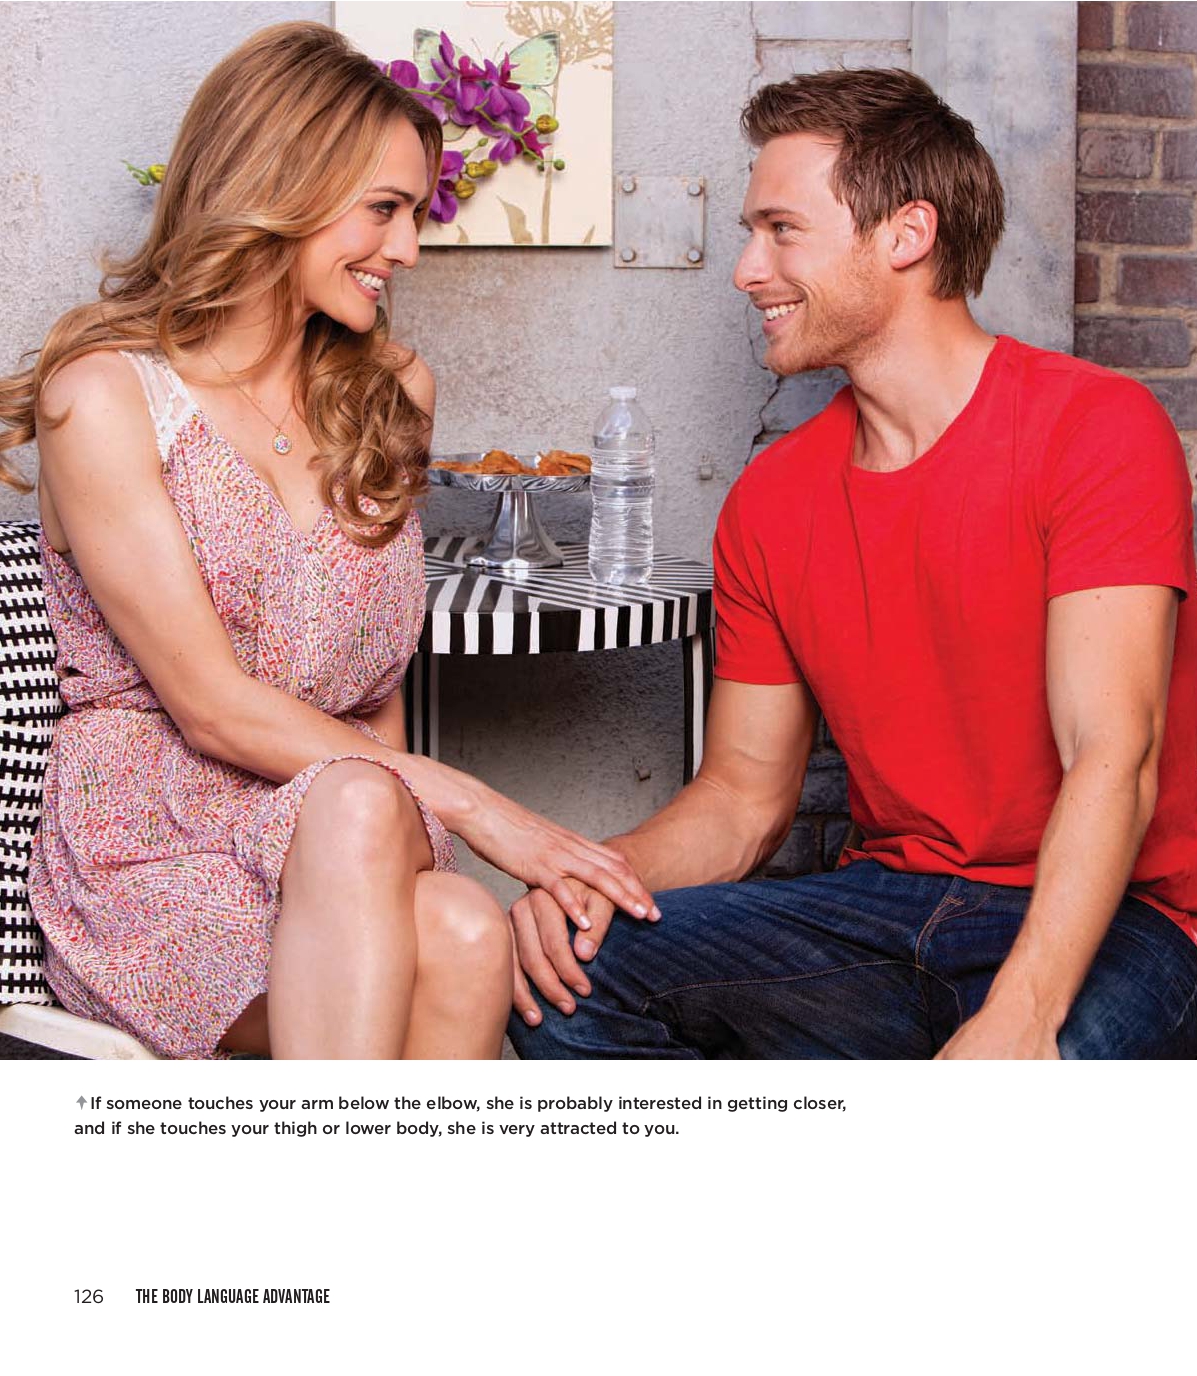 If someone touches your arm below the elbow, she is probably interested in getting closer,
and if she touches your thigh or lower body, she is very attracted to you.
126 THE BODY LANGUAGE ADVANTAGE